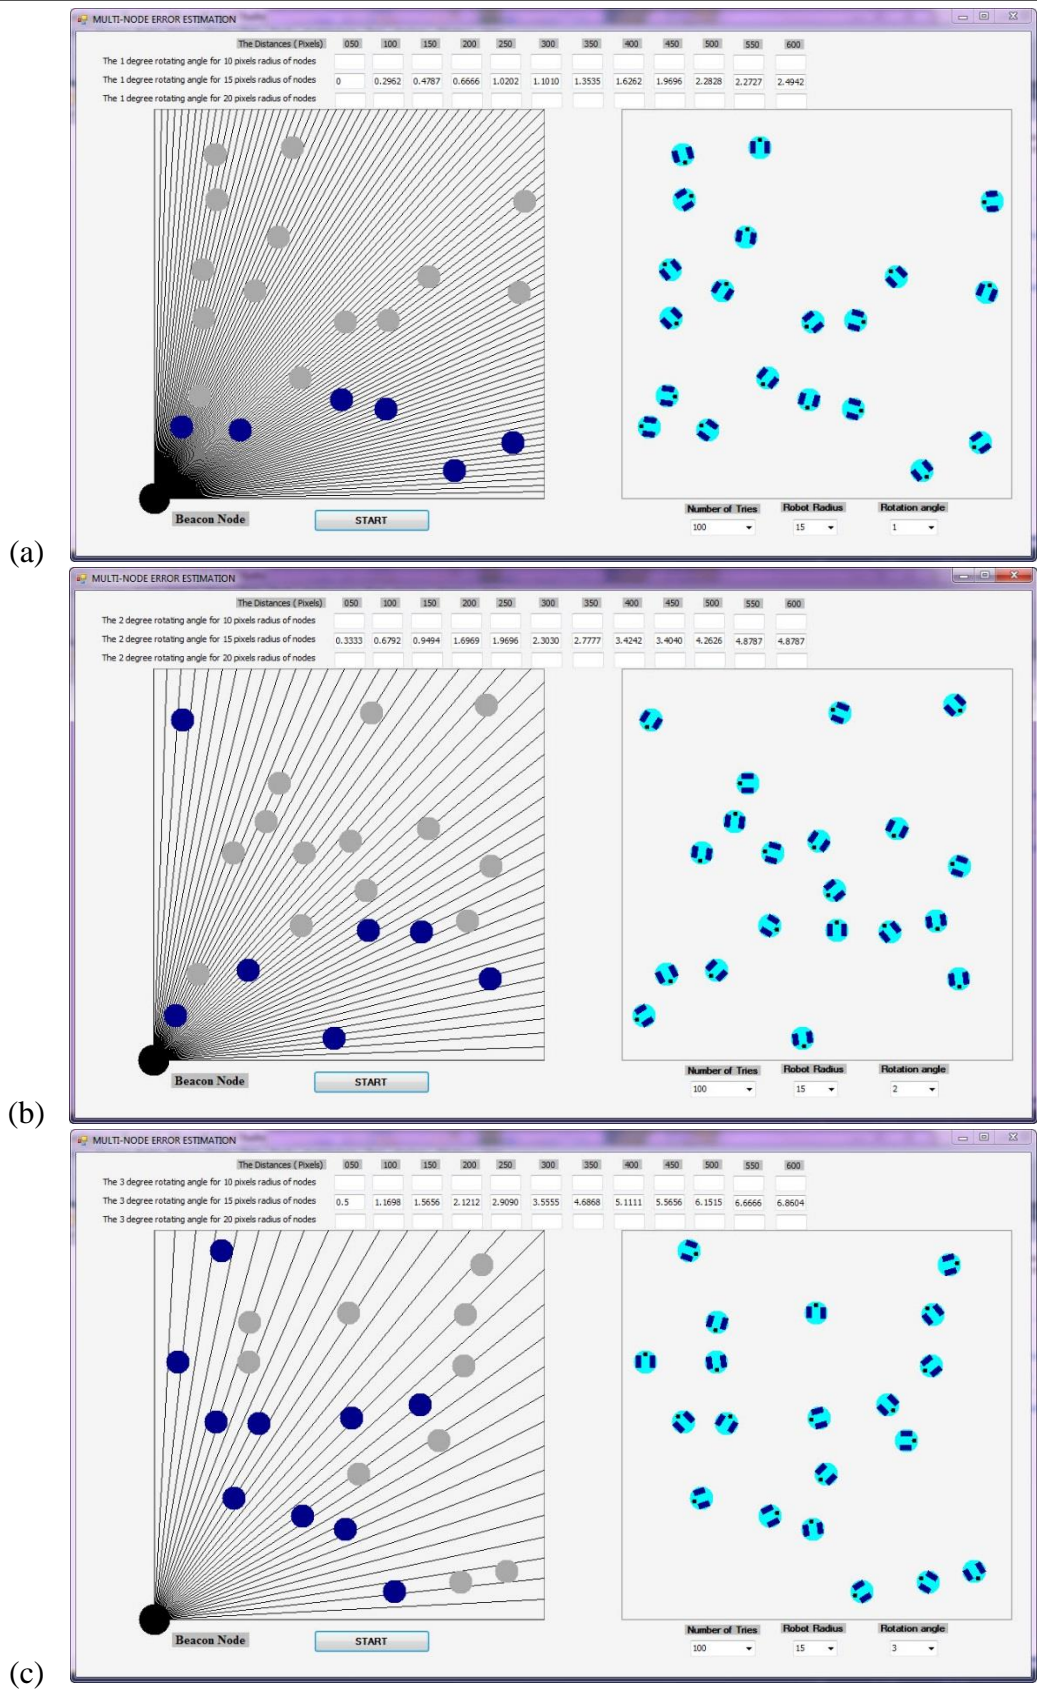 MULTI-NODE ERROR ESTIMATION
The Distances ( Pixels) 050 100 150 200 250 300 350 400 450 500 550 600
The 1 degree rotating angle for 10 pixels radius of nodes
The 1 degree rotating angle for 15 pixels radius of nodes 0 0.2962 0.4787 0.6666 1.0202 1.1010 1.3535 1.6262 1.9696 2.2828 2.2727 2.4942
The 1 degree rotating angle for 20 pixels radius of nodes
Number of Tries Robot Radius Rotation angle
Beacon Node START 100 15 1
(a)
MULTI-NODE ERROR ESTIMATION
The Distances ( Pixels) 050 100 150 200 250 300 350 400 450 500 550 600
The 2 degree rotating angle for 10 pixels radius of nodes
The 2 degree rotating angle for 15 pixels radius of nodes 0.3333 0.6792 0.9494 1.6969 1.9696 2.3030 2.7777 3.4242 3.4040 4.2626 4.8787 4.8787
The 2 degree rotating angle for 20 pixels radius of nodes
Number of Tries Robot Radius Rotation angle
Beacon Node START 100 15 2
(b)
MULTI-NODE ERROR ESTIMATION
The Distances ( Pixels) 050 100 150 200 250 300 350 400 450 500 550 600
The 3 degree rotating angle for 10 pixels radius of nodes
The 3 degree rotating angle for 15 pixels radius of nodes 0.5 1.1698 1.5656 2.1212 2.9090 3.5555 4.6868 5.1111 5.5656 6.1515 6.6666 6.8604
The 3 degree rotating angle for 20 pixels radius of nodes
Number of Tries Robot Radius Rotation angle
Beacon Node START 100 15 3
(c)